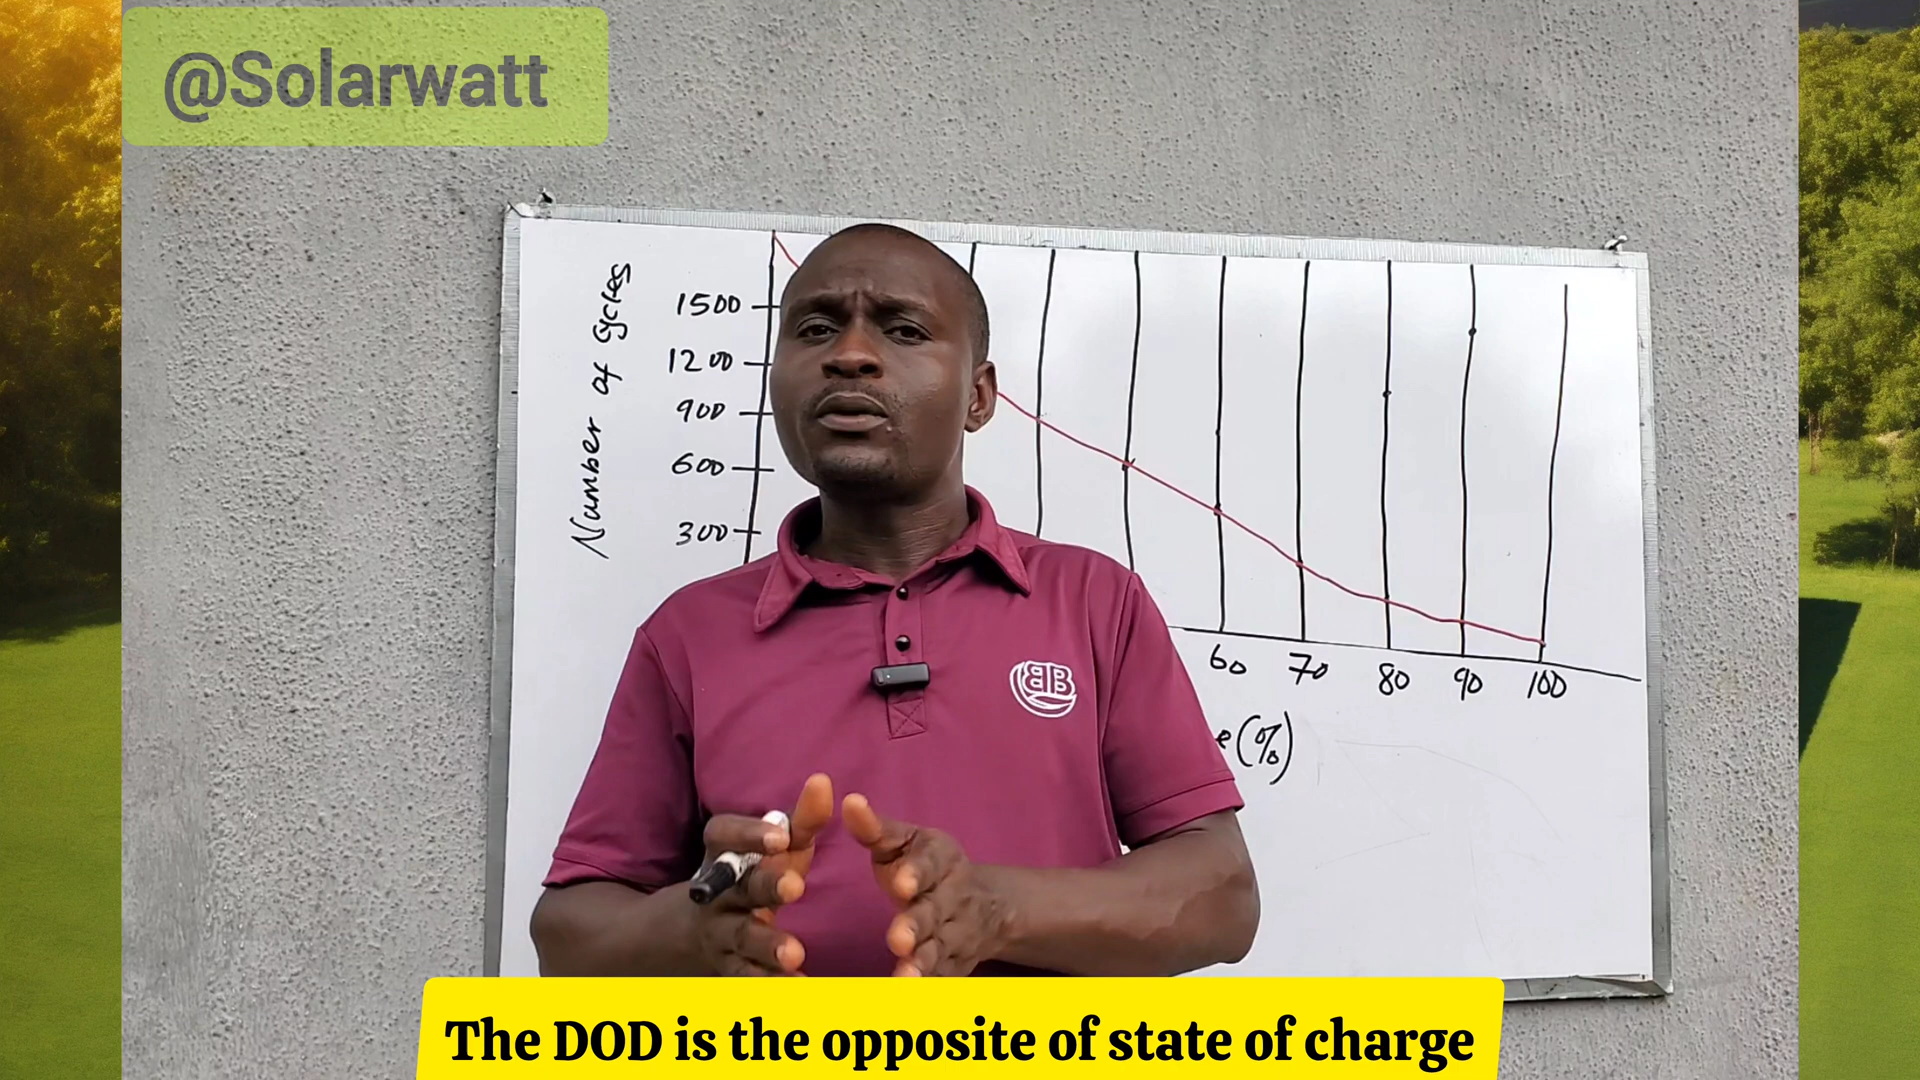 @Solarwatt
Number of Cycles
1500
1200
900
600
300
60 70 80 90 100
e (%)
BB
The DOD is the opposite of state of charge